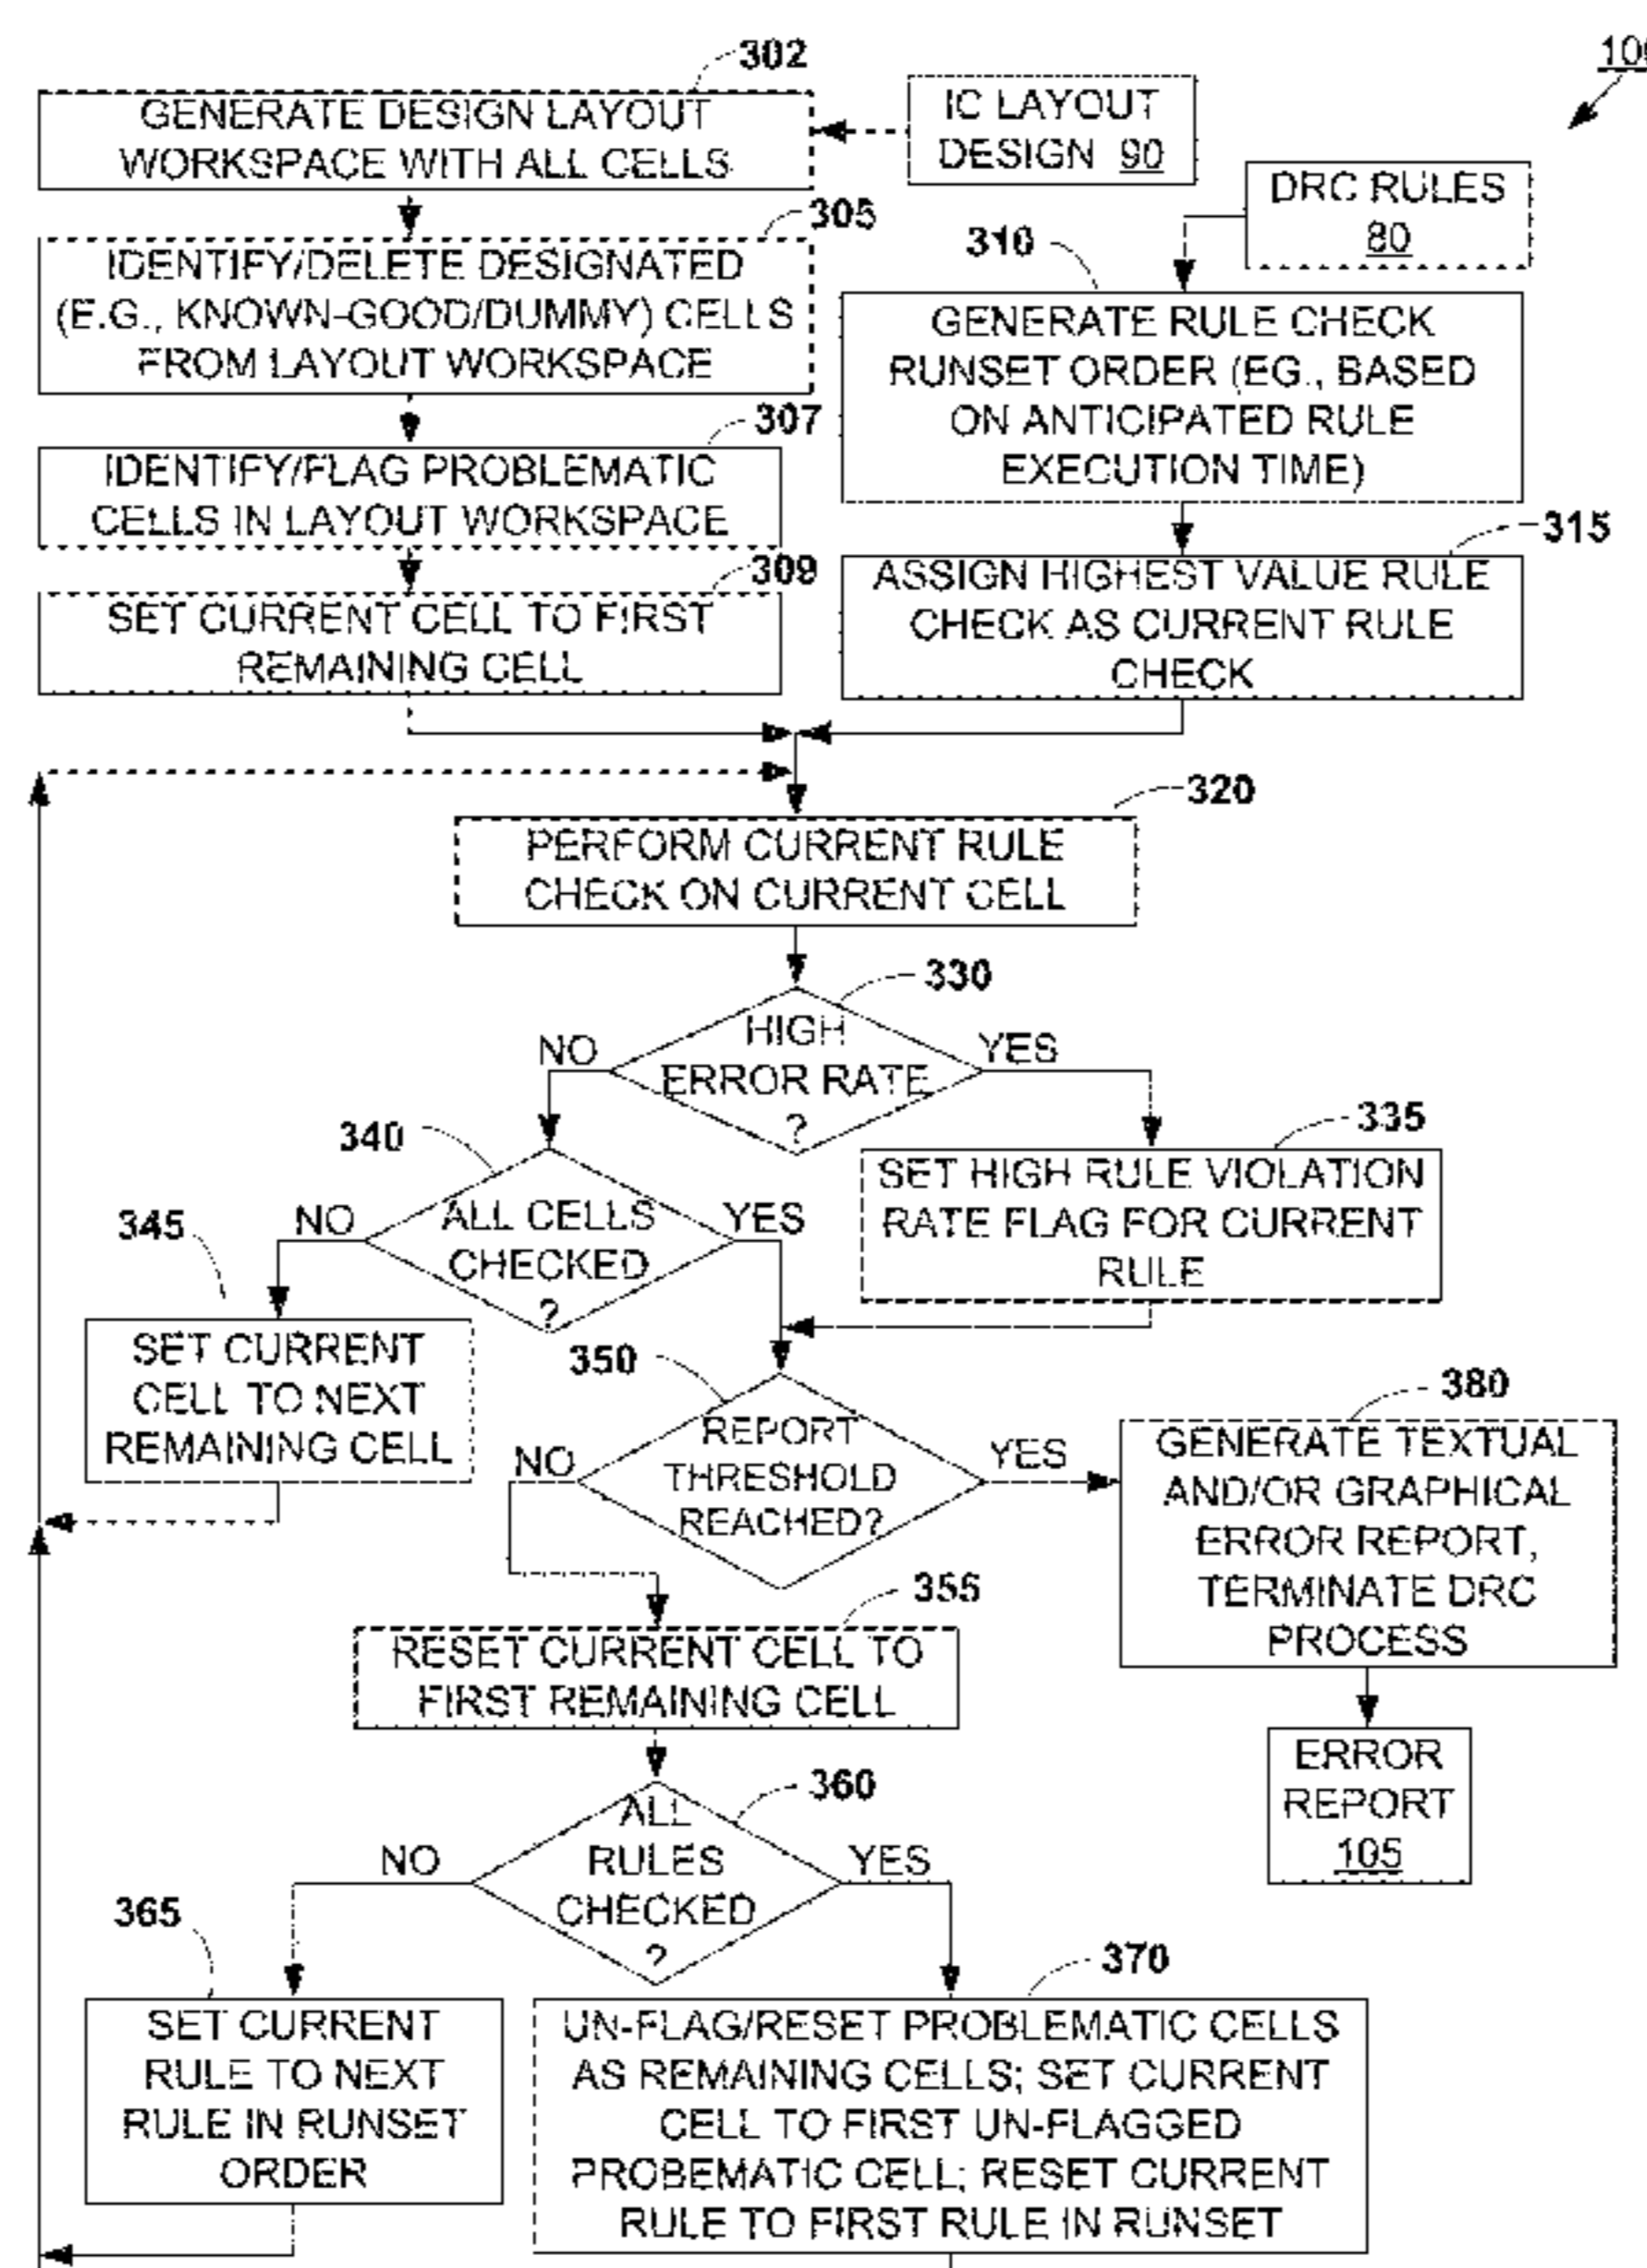 302
GENERATE DESIGN LAYOUT
WORKSPACE WITH ALL CELLS
IC LAYOUT
DESIGN 90
DRC RULES
80
305
IDENTIFY/DELETE DESIGNATED
(E.G., KNOWN-GOOD/DUMMY) CELLS
FROM LAYOUT WORKSPACE
310
GENERATE RULE CHECK
RUNSET ORDER (EG., BASED
ON ANTICIPATED RULE
EXECUTION TIME)
307
IDENTIFY/FLAG PROBLEMATIC
CELLS IN LAYOUT WORKSPACE
309
SET CURRENT CELL TO FIRST
REMAINING CELL
315
ASSIGN HIGHEST VALUE RULE
CHECK AS CURRENT RULE
CHECK
320
PERFORM CURRENT RULE
CHECK ON CURRENT CELL
330
HIGH
ERROR RATE
?
NO
YES
335
SET HIGH RULE VIOLATION
RATE FLAG FOR CURRENT
RULE
340
ALL CELLS
CHECKED
?
NO
YES
345
SET CURRENT
CELL TO NEXT
REMAINING CELL
350
REPORT
THRESHOLD
REACHED?
NO
YES
380
GENERATE TEXTUAL
AND/OR GRAPHICAL
ERROR REPORT,
TERMINATE DRC
PROCESS
ERROR
REPORT
105
355
RESET CURRENT CELL TO
FIRST REMAINING CELL
360
ALL
RULES
CHECKED
?
NO
YES
365
SET CURRENT
RULE TO NEXT
RULE IN RUNSET
ORDER
370
UN-FLAG/RESET PROBLEMATIC CELLS
AS REMAINING CELLS; SET CURRENT
CELL TO FIRST UN-FLAGGED
PROBEMATIC CELL; RESET CURRENT
RULE TO FIRST RULE IN RUNSET